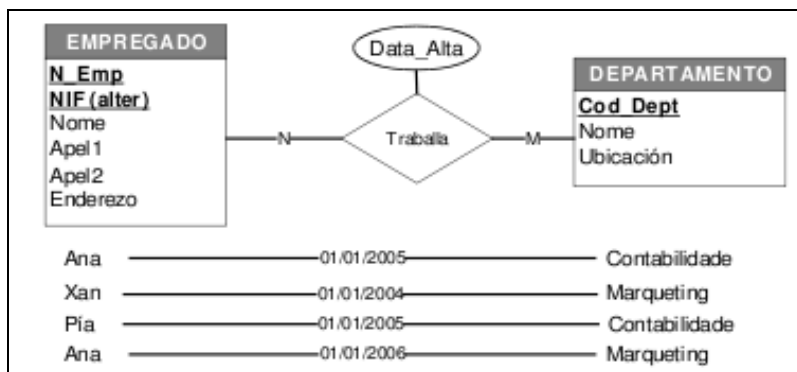 EMPREGADO
N_Emp
NIF (alter)
Nome
Apel1
Apel2
Enderezo
Data_Alta
N
Traballa
M
DEPARTAMENTO
Cod_Dept
Nome
Ubicación
Ana 01/01/2005 Contabilidade
Xan 01/01/2004 Marqueting
Pía 01/01/2005 Contabilidade
Ana 01/01/2006 Marqueting